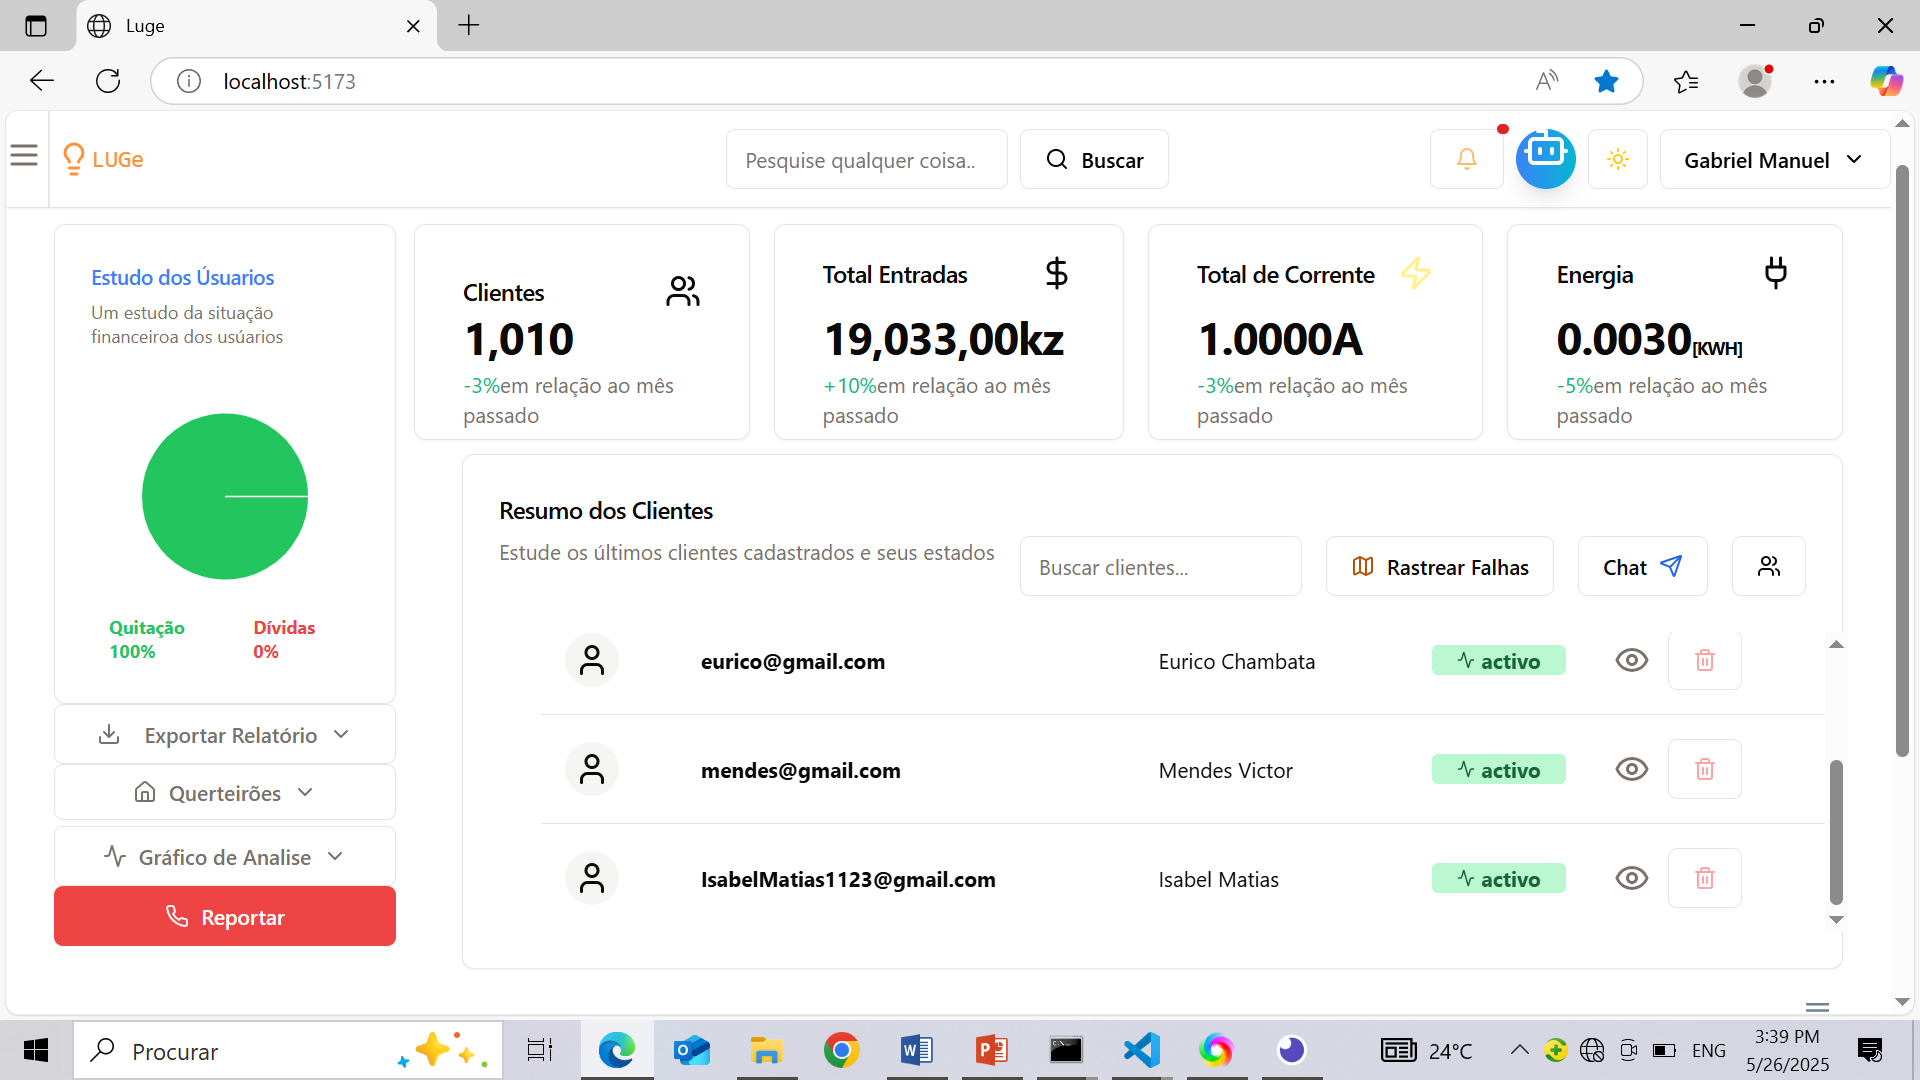 Luge
localhost:5173
LUGe
Pesquise qualquer coisa..
Buscar
Gabriel Manuel
Estudo dos Úsuarios
Um estudo da situação
financeiroa dos usúarios
Quitação
100%
Dívidas
0%
Exportar Relatório
Querteirões
Gráfico de Analise
Reportar
Clientes
1,010
-3%em relação ao mês
passado
Total Entradas
19,033,00kz
+10%em relação ao mês
passado
Total de Corrente
1.0000A
-3%em relação ao mês
passado
Energia
0.0030[KWH]
-5%em relação ao mês
passado
Resumo dos Clientes
Estude os últimos clientes cadastrados e seus estados
Buscar clientes...
Rastrear Falhas
Chat
eurico@gmail.com Eurico Chambata activo
mendes@gmail.com Mendes Victor activo
IsabelMatias1123@gmail.com Isabel Matias activo
Procurar
24°C
ENG
3:39 PM
5/26/2025